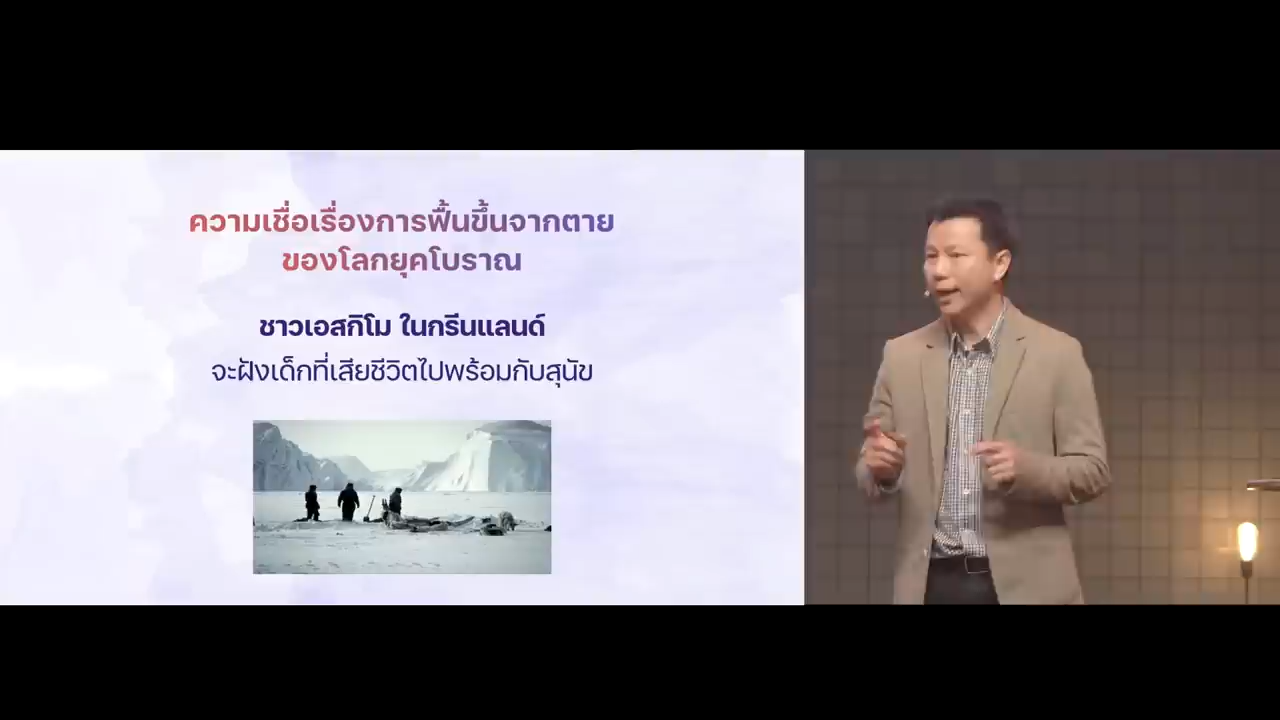 ความเชื่อเรื่องการฟื้นขึ้นจากตาย
ของโลกยุคโบราณ
ชาวเอสกิโม ในกรีนแลนด์
จะฝังเด็กที่เสียชีวิตไปพร้อมกับสุนัข